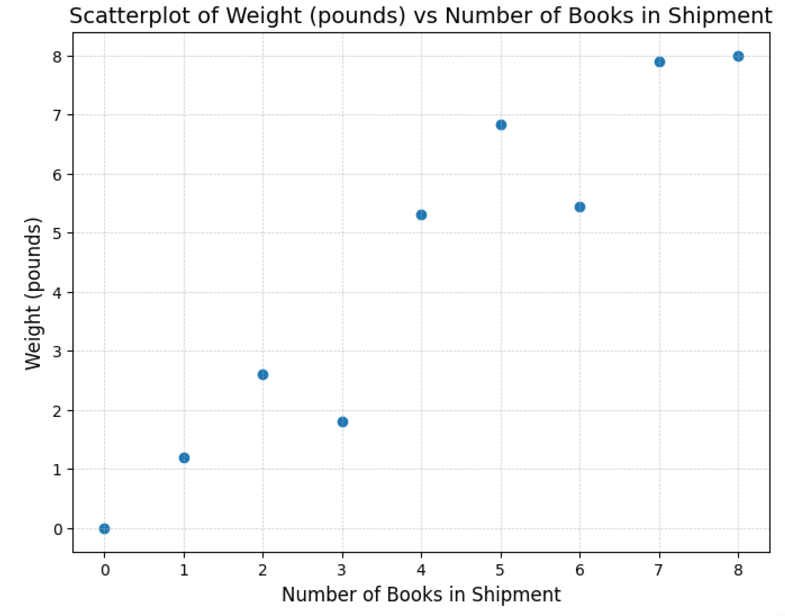 Scatterplot of Weight (pounds) vs Number of Books in Shipment
8
7
6
5
4
3
2
1
0
Weight (pounds)
0 1 2 3 4 5 6 7 8
Number of Books in Shipment